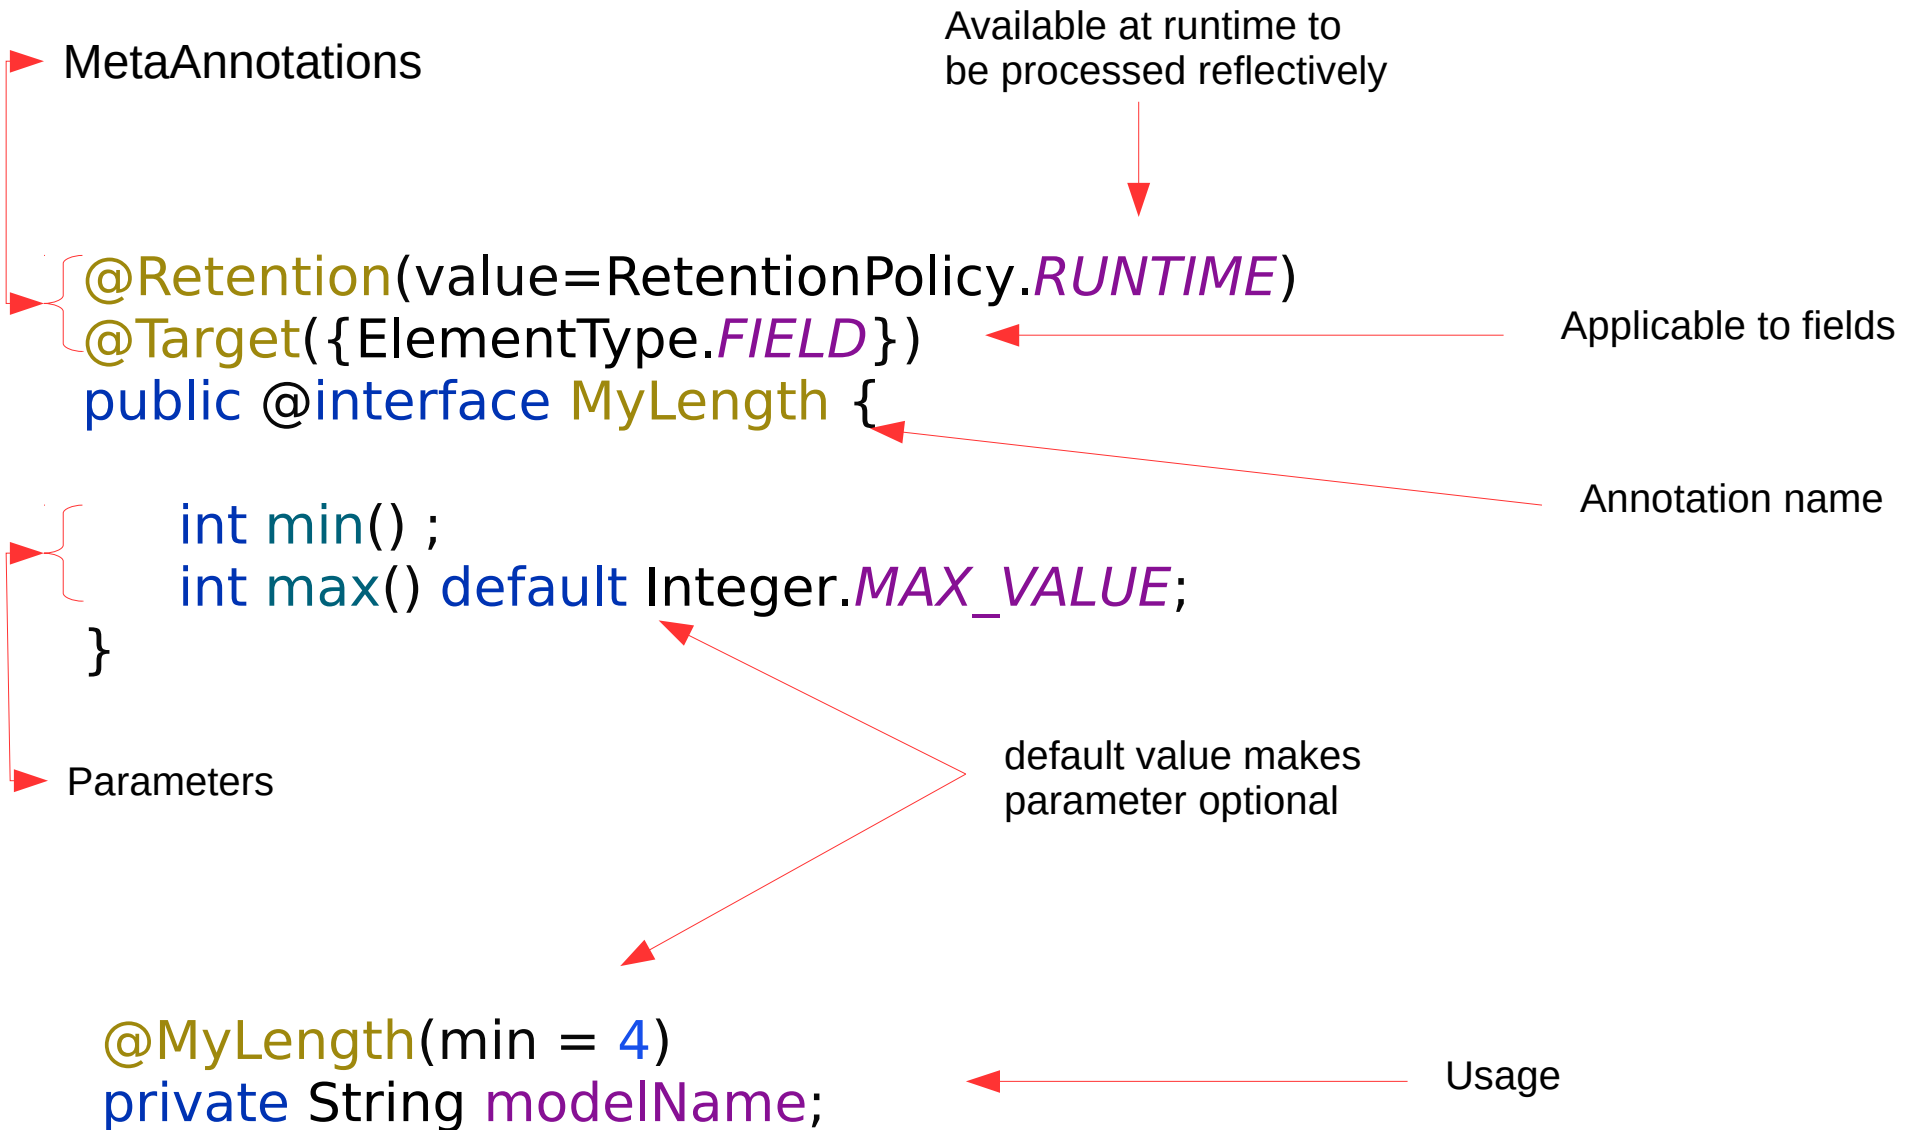 MetaAnnotations
Available at runtime to
be processed reflectively
@Retention(value=RetentionPolicy.RUNTIME)
@Target({ElementType.FIELD})
Applicable to fields
public @interface MyLength {
Annotation name
int min() ;
int max() default Integer.MAX_VALUE;
}
Parameters
default value makes
parameter optional
@MyLength(min = 4)
private String modelName;
Usage